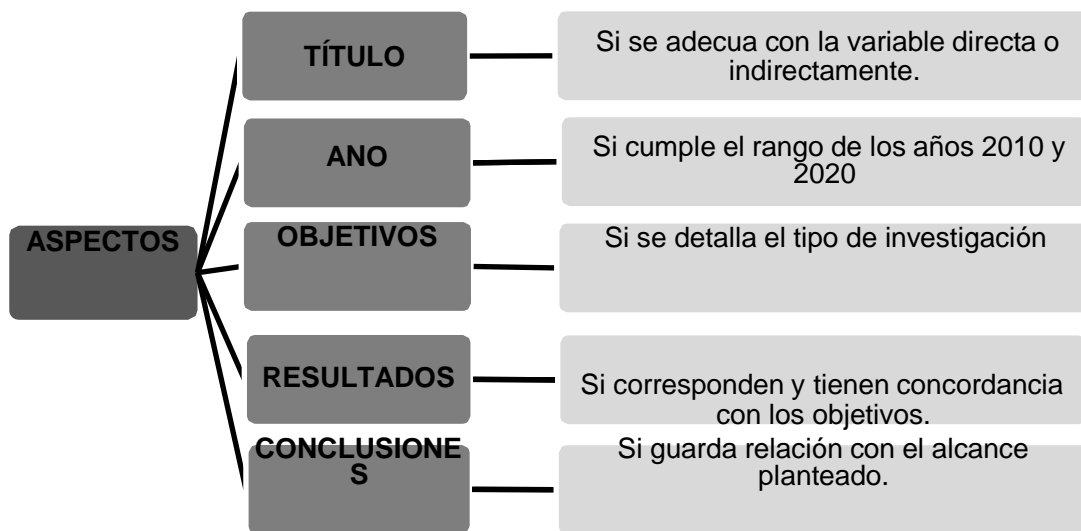 TÍTULO
Si se adecua con la variable directa o
indirectamente.
ANO
Si cumple el rango de los años 2010 y
2020
ASPECTOS
OBJETIVOS
Si se detalla el tipo de investigación
RESULTADOS
Si corresponden y tienen concordancia
con los objetivos.
CONCLUSIONE
S
Si guarda relación con el alcance
planteado.